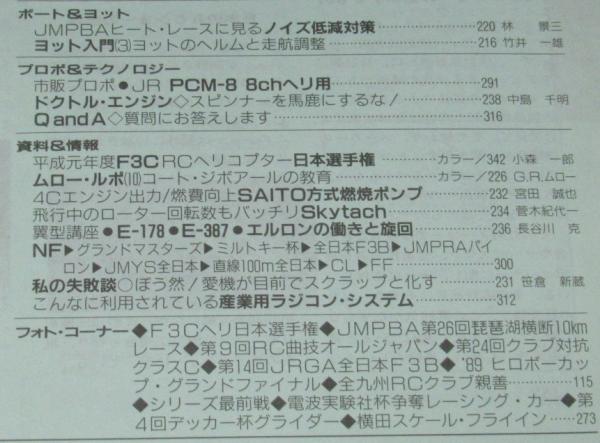 ボート&ヨット
JMPBAヒート・レースに見るノイズ低減対策 220 林 景三
ヨット入門(3)ヨットのヘルムと走航調整 216 竹井 一雄
プロポ&テクノロジー
市販プロポ●JR PCM-8 8chヘリ用 291
ドクトル・エンジン◇スピンナーを馬鹿にするな! 238 中島 千明
Q and A◇質問にお答えします 316
資料&情報
平成元年度F3C RCヘリコプター日本選手権 カラー/342 小森 一郎
ムロー・ルポ(10)コート・ジボアールの教育 カラー/226 G.R.ムロー
4Cエンジン出力/燃費向上SAITO方式燃焼ポンプ 232 宮田 誠也
飛行中のローター回転数もバッチリSkytach 234 菅木紀代一
翼型講座●E-178●E-387●エルロンの働きと旋回 236 長谷川 克
NF▶グランドマスターズ▶ミルトキー杯▶全日本F3B▶JMPRAパイ
ロン▶JMYS全日本▶直線100m全日本▶CL▶FF 300
私の失敗談○ぼう然!愛機が目前でスクラップと化す 231 笹倉 新蔵
こんなに利用されている産業用ラジコン・システム 312
フォト・コーナー◆F3Cヘリ日本選手権◆JMPBA第26回琵琶湖横断10km
レース◆第9回RC曲技オールジャパン◆第24回クラブ対抗
クラスC◆第14回JRGA全日本F3B◆'89 ヒロボーカッ
プ・グランドファイナル◆全九州RCクラブ親善 115
◆シリーズ最前戦◆電波実験社杯争奪レーシング・カー◆第
4回デッカー杯グライダー◆横田スケール・フライイン 273